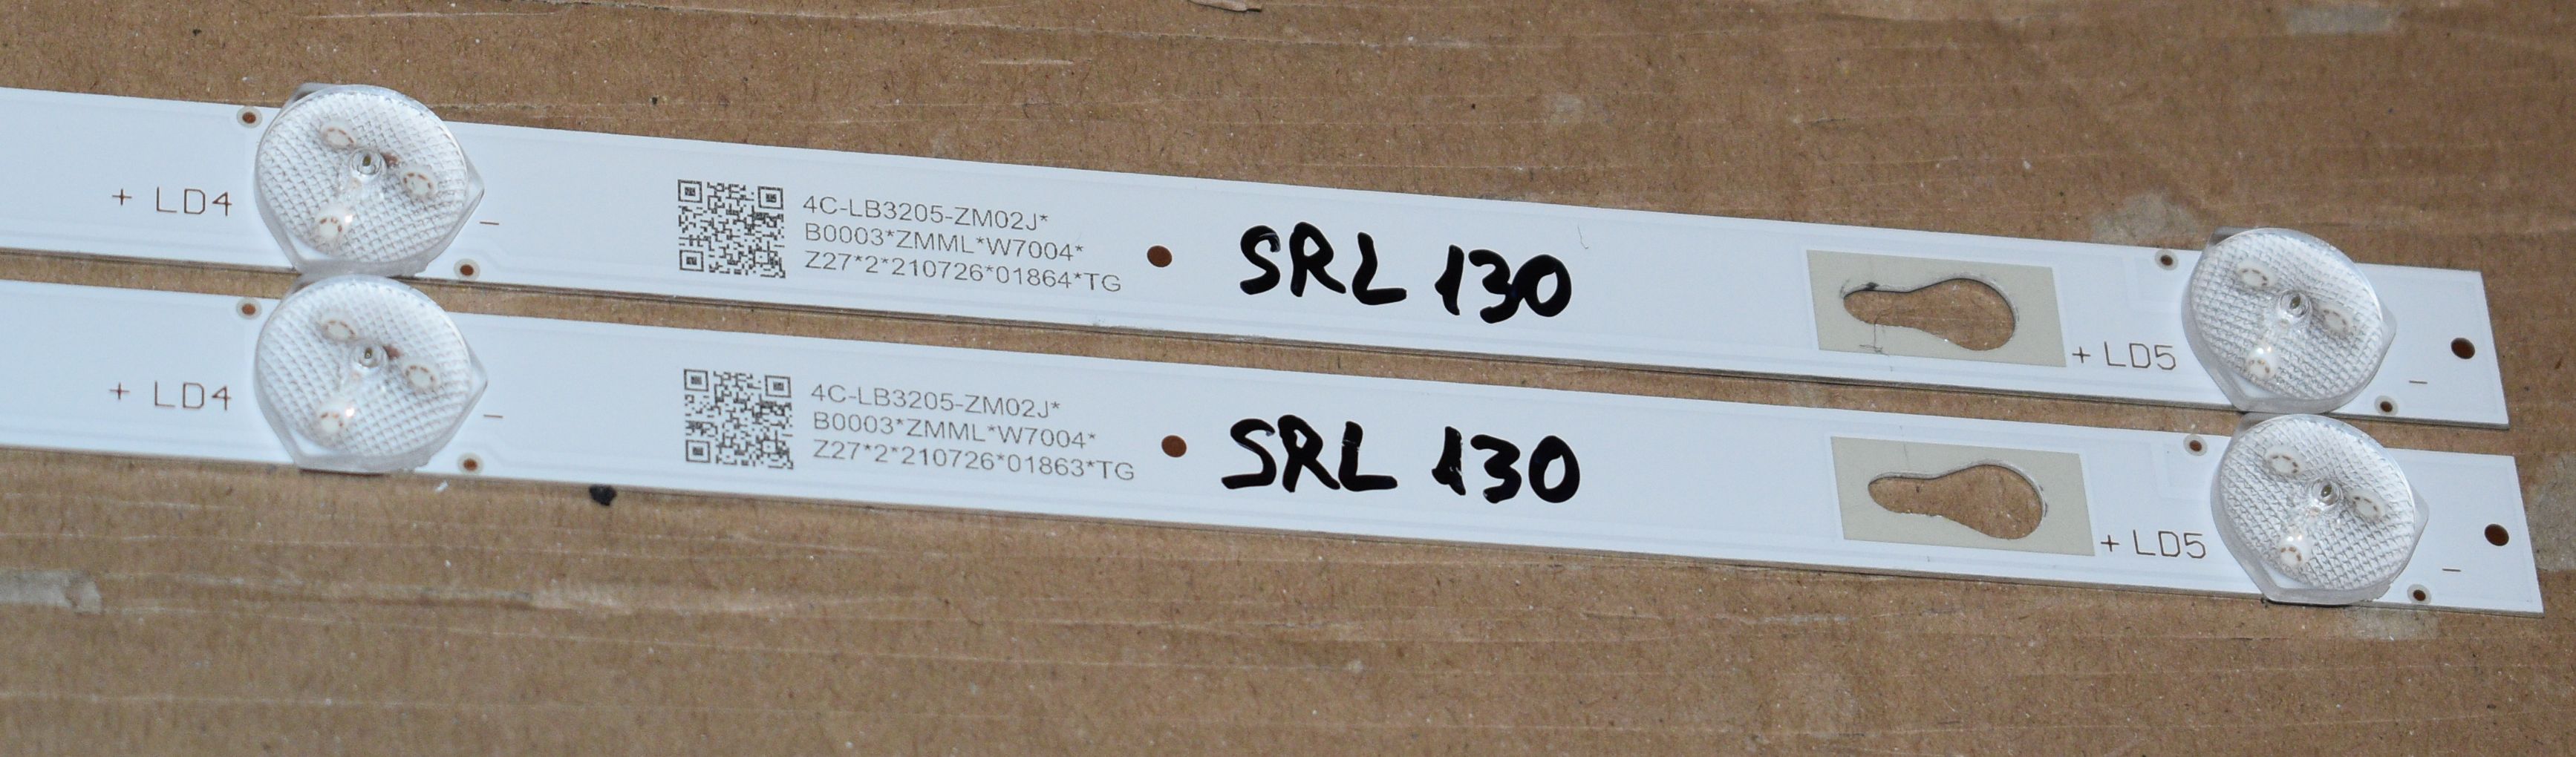 + LD4 -
4C-LB3205-ZM02J*
B0003*ZMML*W7004*
Z27*2*210726*01864*TG
SRL 130
+ LD5 -
+ LD4 -
4C-LB3205-ZM02J*
B0003*ZMML*W7004*
Z27*2*210726*01863*TG
SRL 130
+ LD5 -